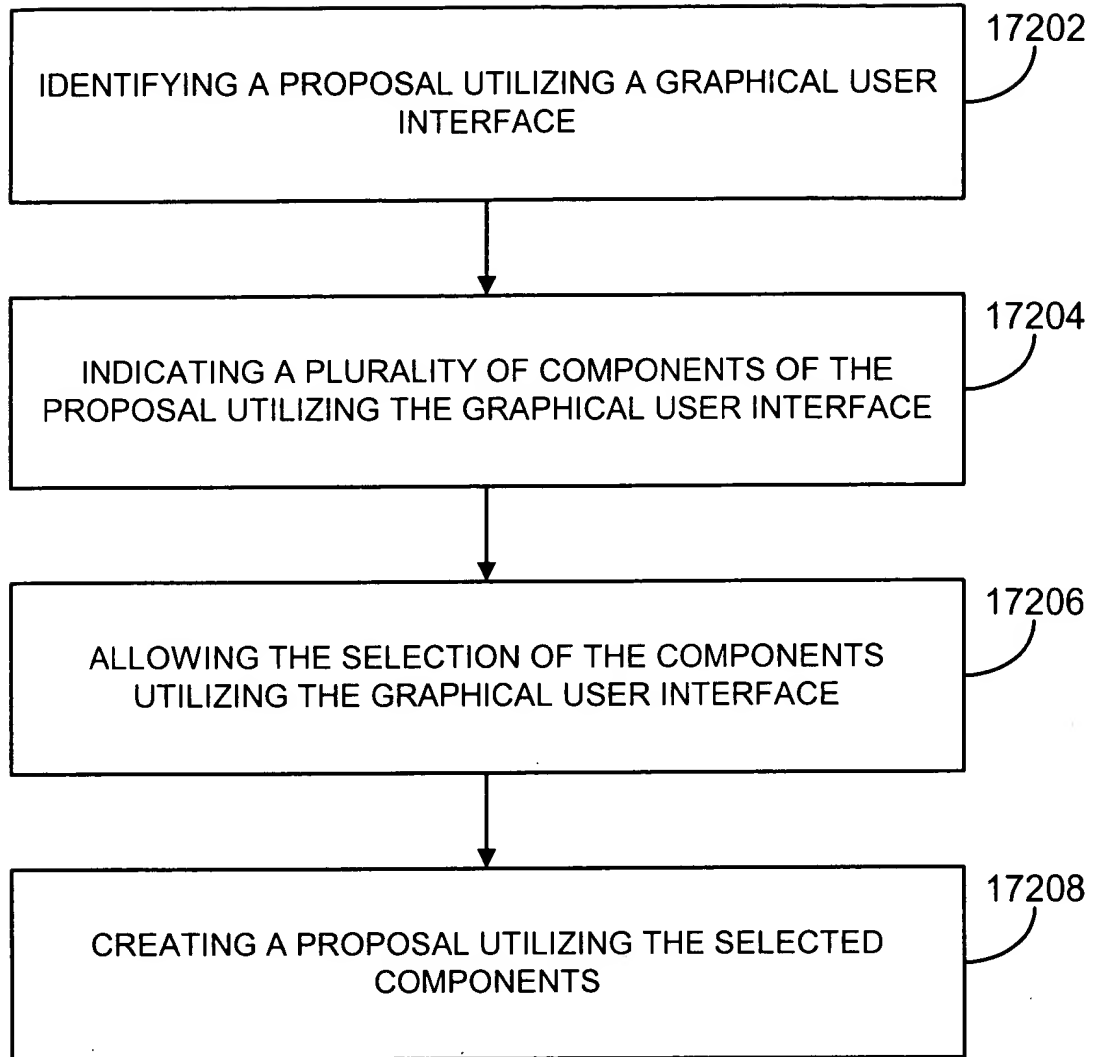 17202
IDENTIFYING A PROPOSAL UTILIZING A GRAPHICAL USER
INTERFACE
17204
INDICATING A PLURALITY OF COMPONENTS OF THE
PROPOSAL UTILIZING THE GRAPHICAL USER INTERFACE
17206
ALLOWING THE SELECTION OF THE COMPONENTS
UTILIZING THE GRAPHICAL USER INTERFACE
17208
CREATING A PROPOSAL UTILIZING THE SELECTED
COMPONENTS